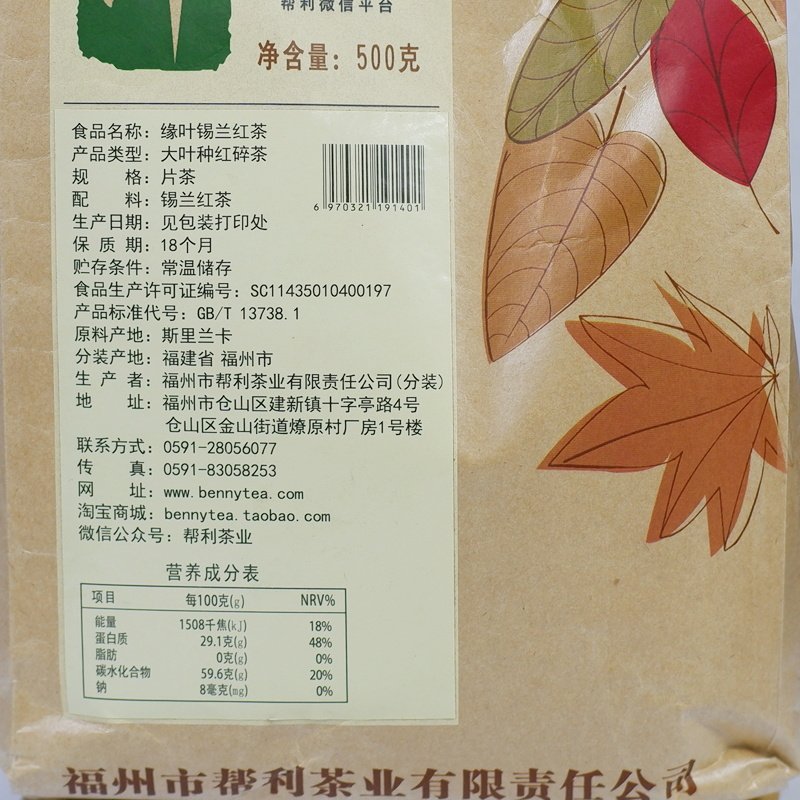 帮利微信平台
净含量：500克
食品名称：缘叶锡兰红茶
产品类型：大叶种红碎茶
规 格：片茶
配 料：锡兰红茶
生产日期：见包装打印处
保 质 期：18个月
贮存条件：常温储存
食品生产许可证编号：SC11435010400197
产品标准代号：GB/T 13738.1
原料产地：斯里兰卡
分装产地：福建省 福州市
生 产 者：福州市帮利茶业有限责任公司(分装)
地 址：福州市仓山区建新镇十字亭路4号
仓山区金山街道燎原村厂房1号楼
联系方式：0591-28056077
传 真：0591-83058253
网 址：www.bennytea.com
淘宝商城：bennytea.taobao.com
微信公众号：帮利茶业
6 970321 191401
营养成分表
项目 每100克(g) NRV%
能量 1508千焦(kJ) 18%
蛋白质 29.1克(g) 48%
脂肪 0克(g) 0%
碳水化合物 59.6克(g) 20%
钠 8毫克(mg) 0%
福州市帮利茶业有限责任公司